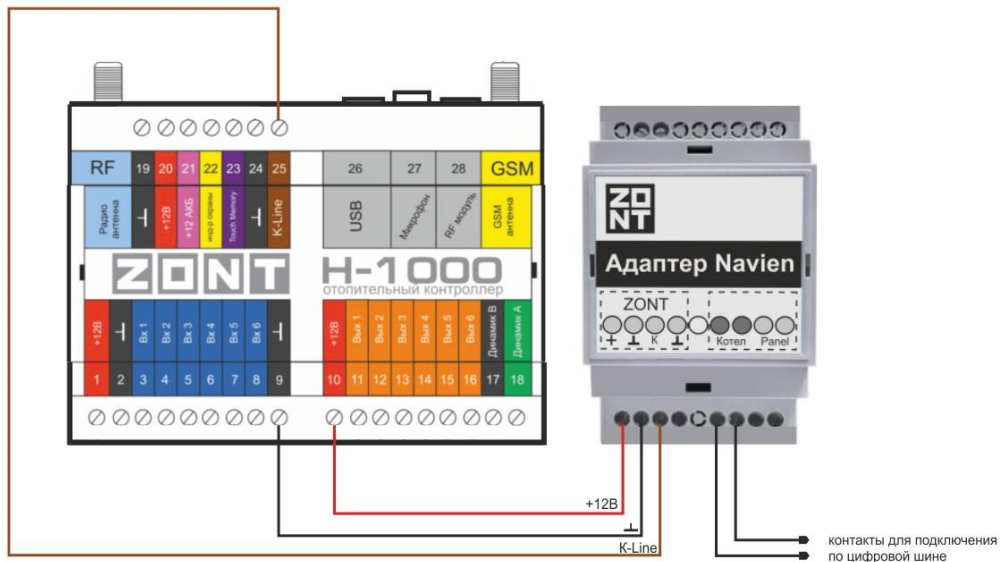 RF 19 20 21 22 23 24 25 26 27 28 GSM
Радио
антенна
+12В
+12 АКБ
инд-р охраны
Touch Memory
K-Line
USB
Микрофон
RF модуль
GSM
антенна
ZONT H-1000
отопительный контроллер
+12В Вх 1 Вх 2 Вх 3 Вх 4 Вх 5 Вх 6
+12В Вых 1 Вых 2 Вых 3 Вых 4 Вых 5 Вых 6 Динамик В Динамик А
1 2 3 4 5 6 7 8 9 10 11 12 13 14 15 16 17 18
ZO
NT
Адаптер Navien
ZONT
+ ⊥ К ⊥ Котел Panel
+12В
K-Line
контакты для подключения
по цифровой шине